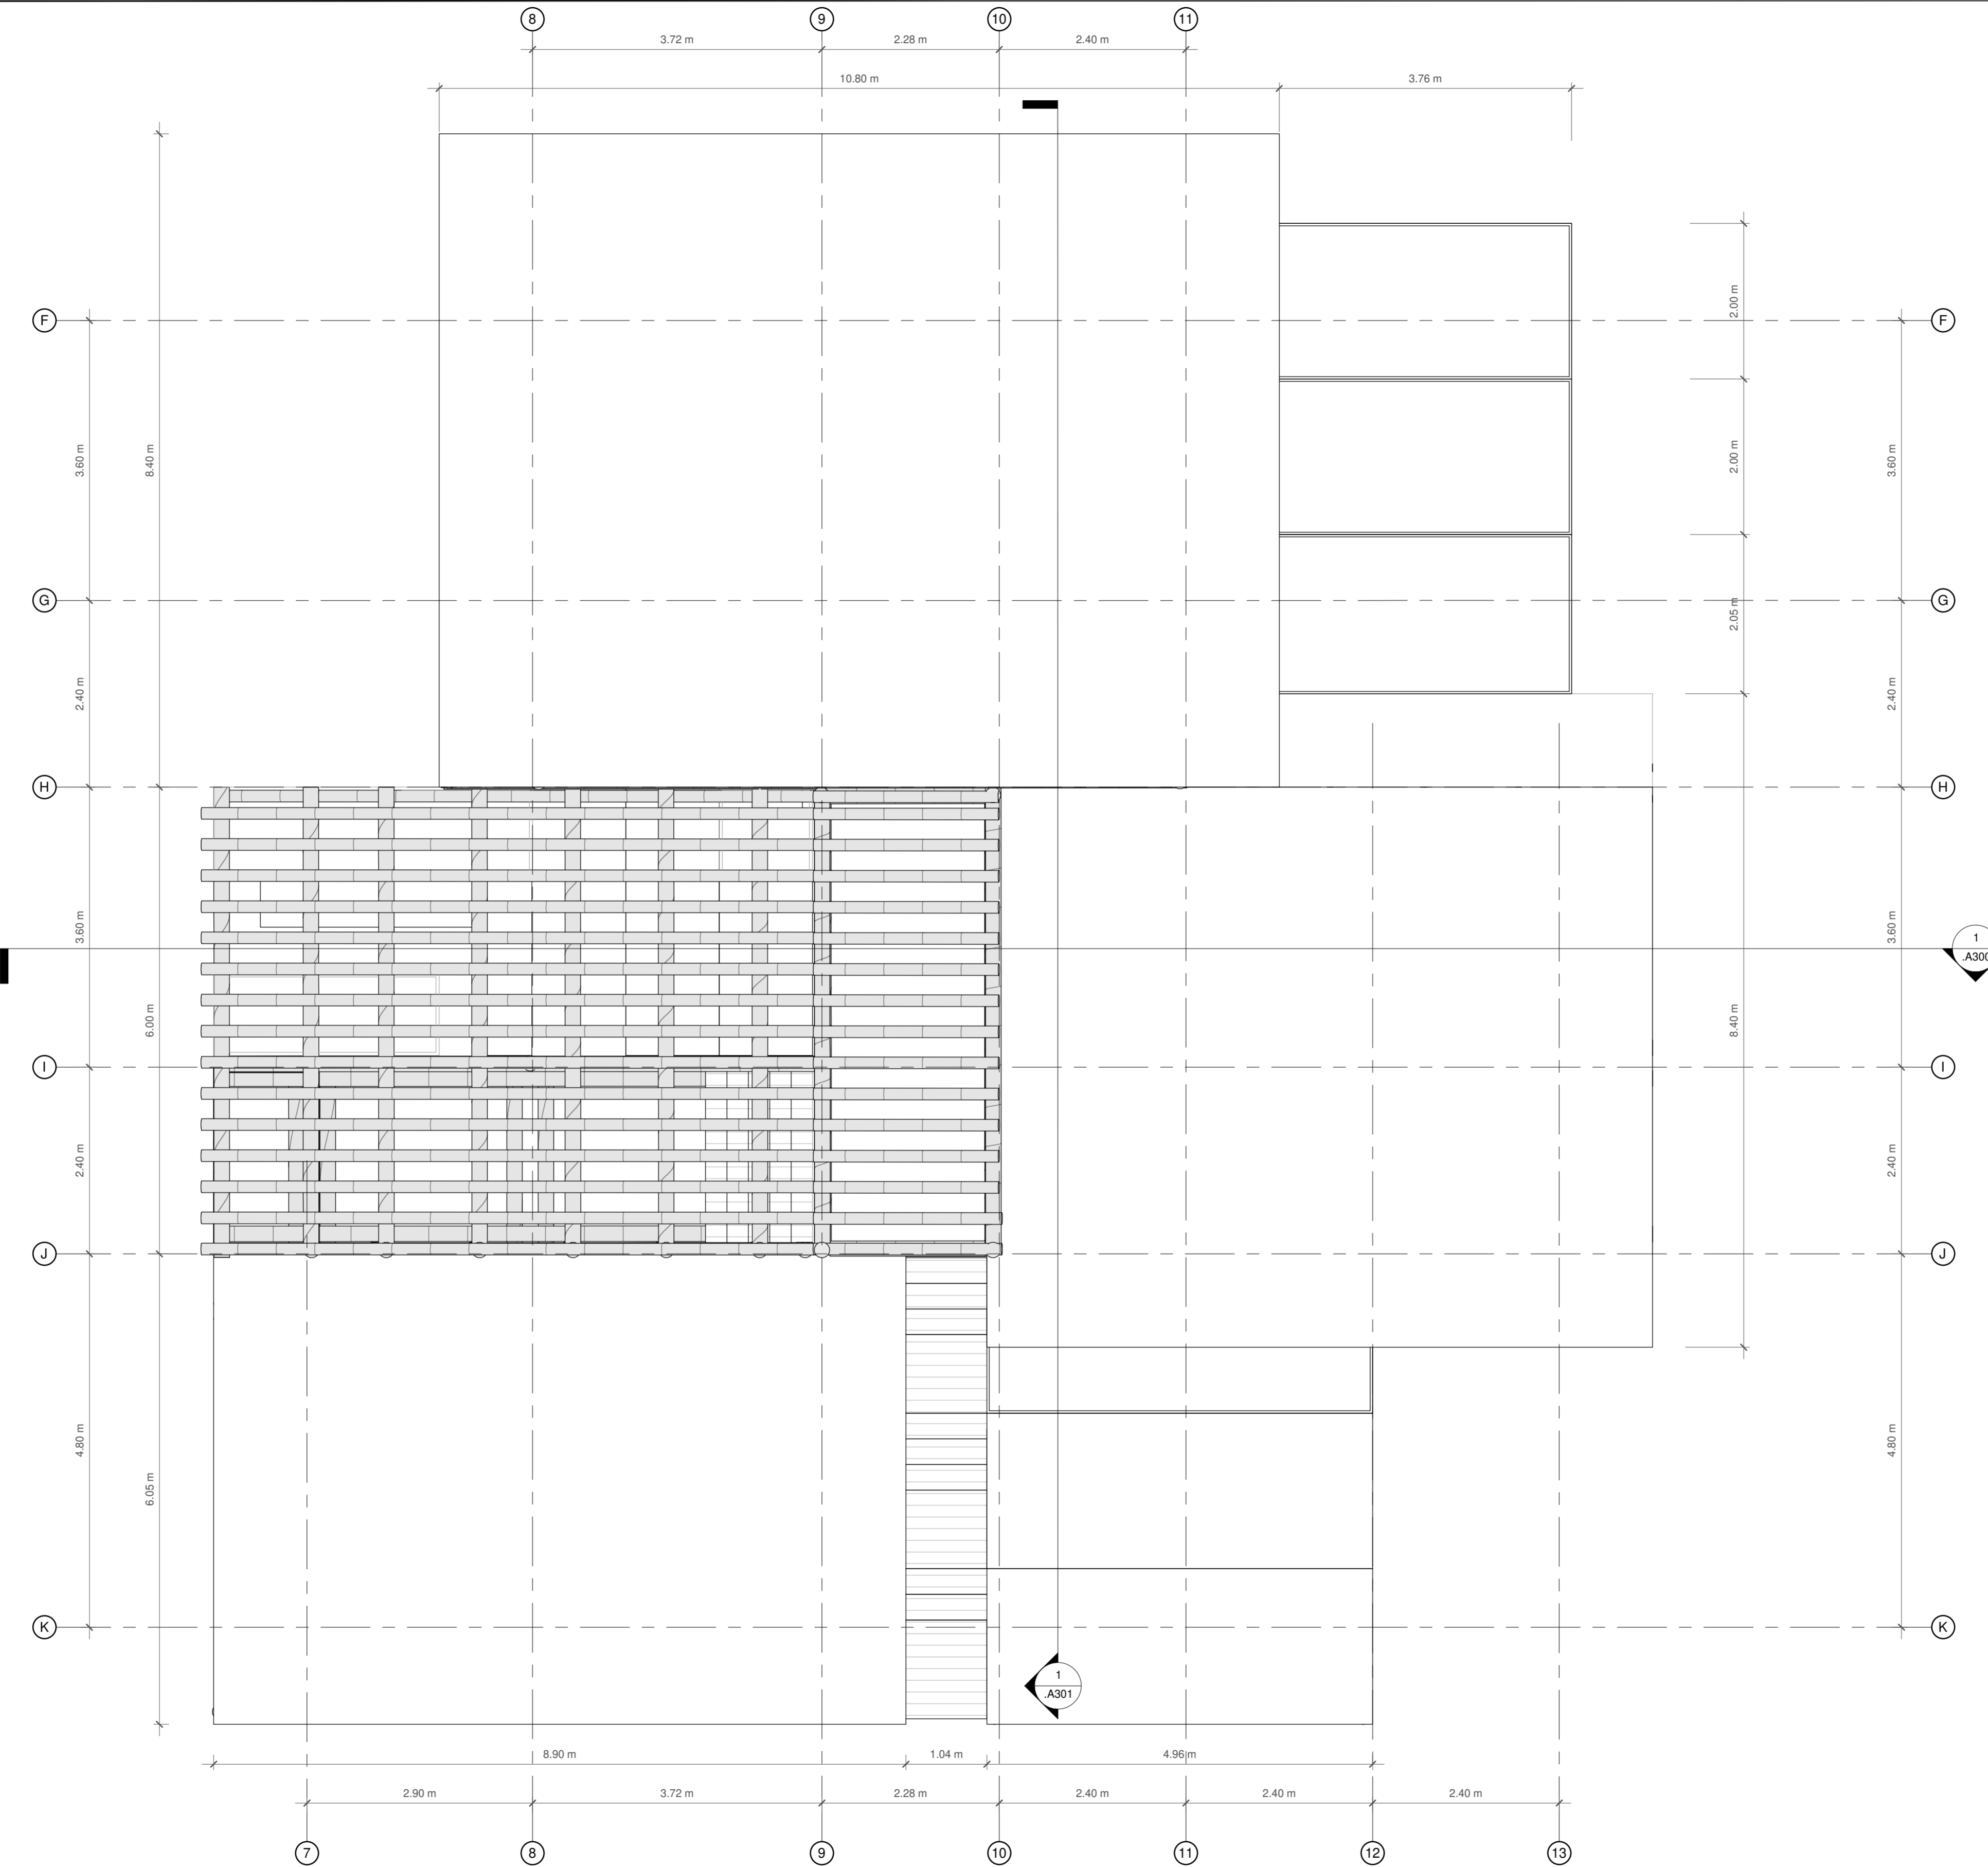 8 9 10 11
3.72 m 2.28 m 2.40 m
10.80 m 3.76 m
2.00 m
F F
3.60 m 8.40 m 2.00 m 3.60 m
G G
2.05 m
2.40 m 2.40 m
H H
3.60 m 3.60 m
1
.A300
6.00 m 8.40 m
I I
2.40 m 2.40 m
J J
4.80 m 4.80 m
6.05 m
K K
1
.A301
8.90 m 1.04 m 4.96 m
2.90 m 3.72 m 2.28 m 2.40 m 2.40 m 2.40 m
7 8 9 10 11 12 13